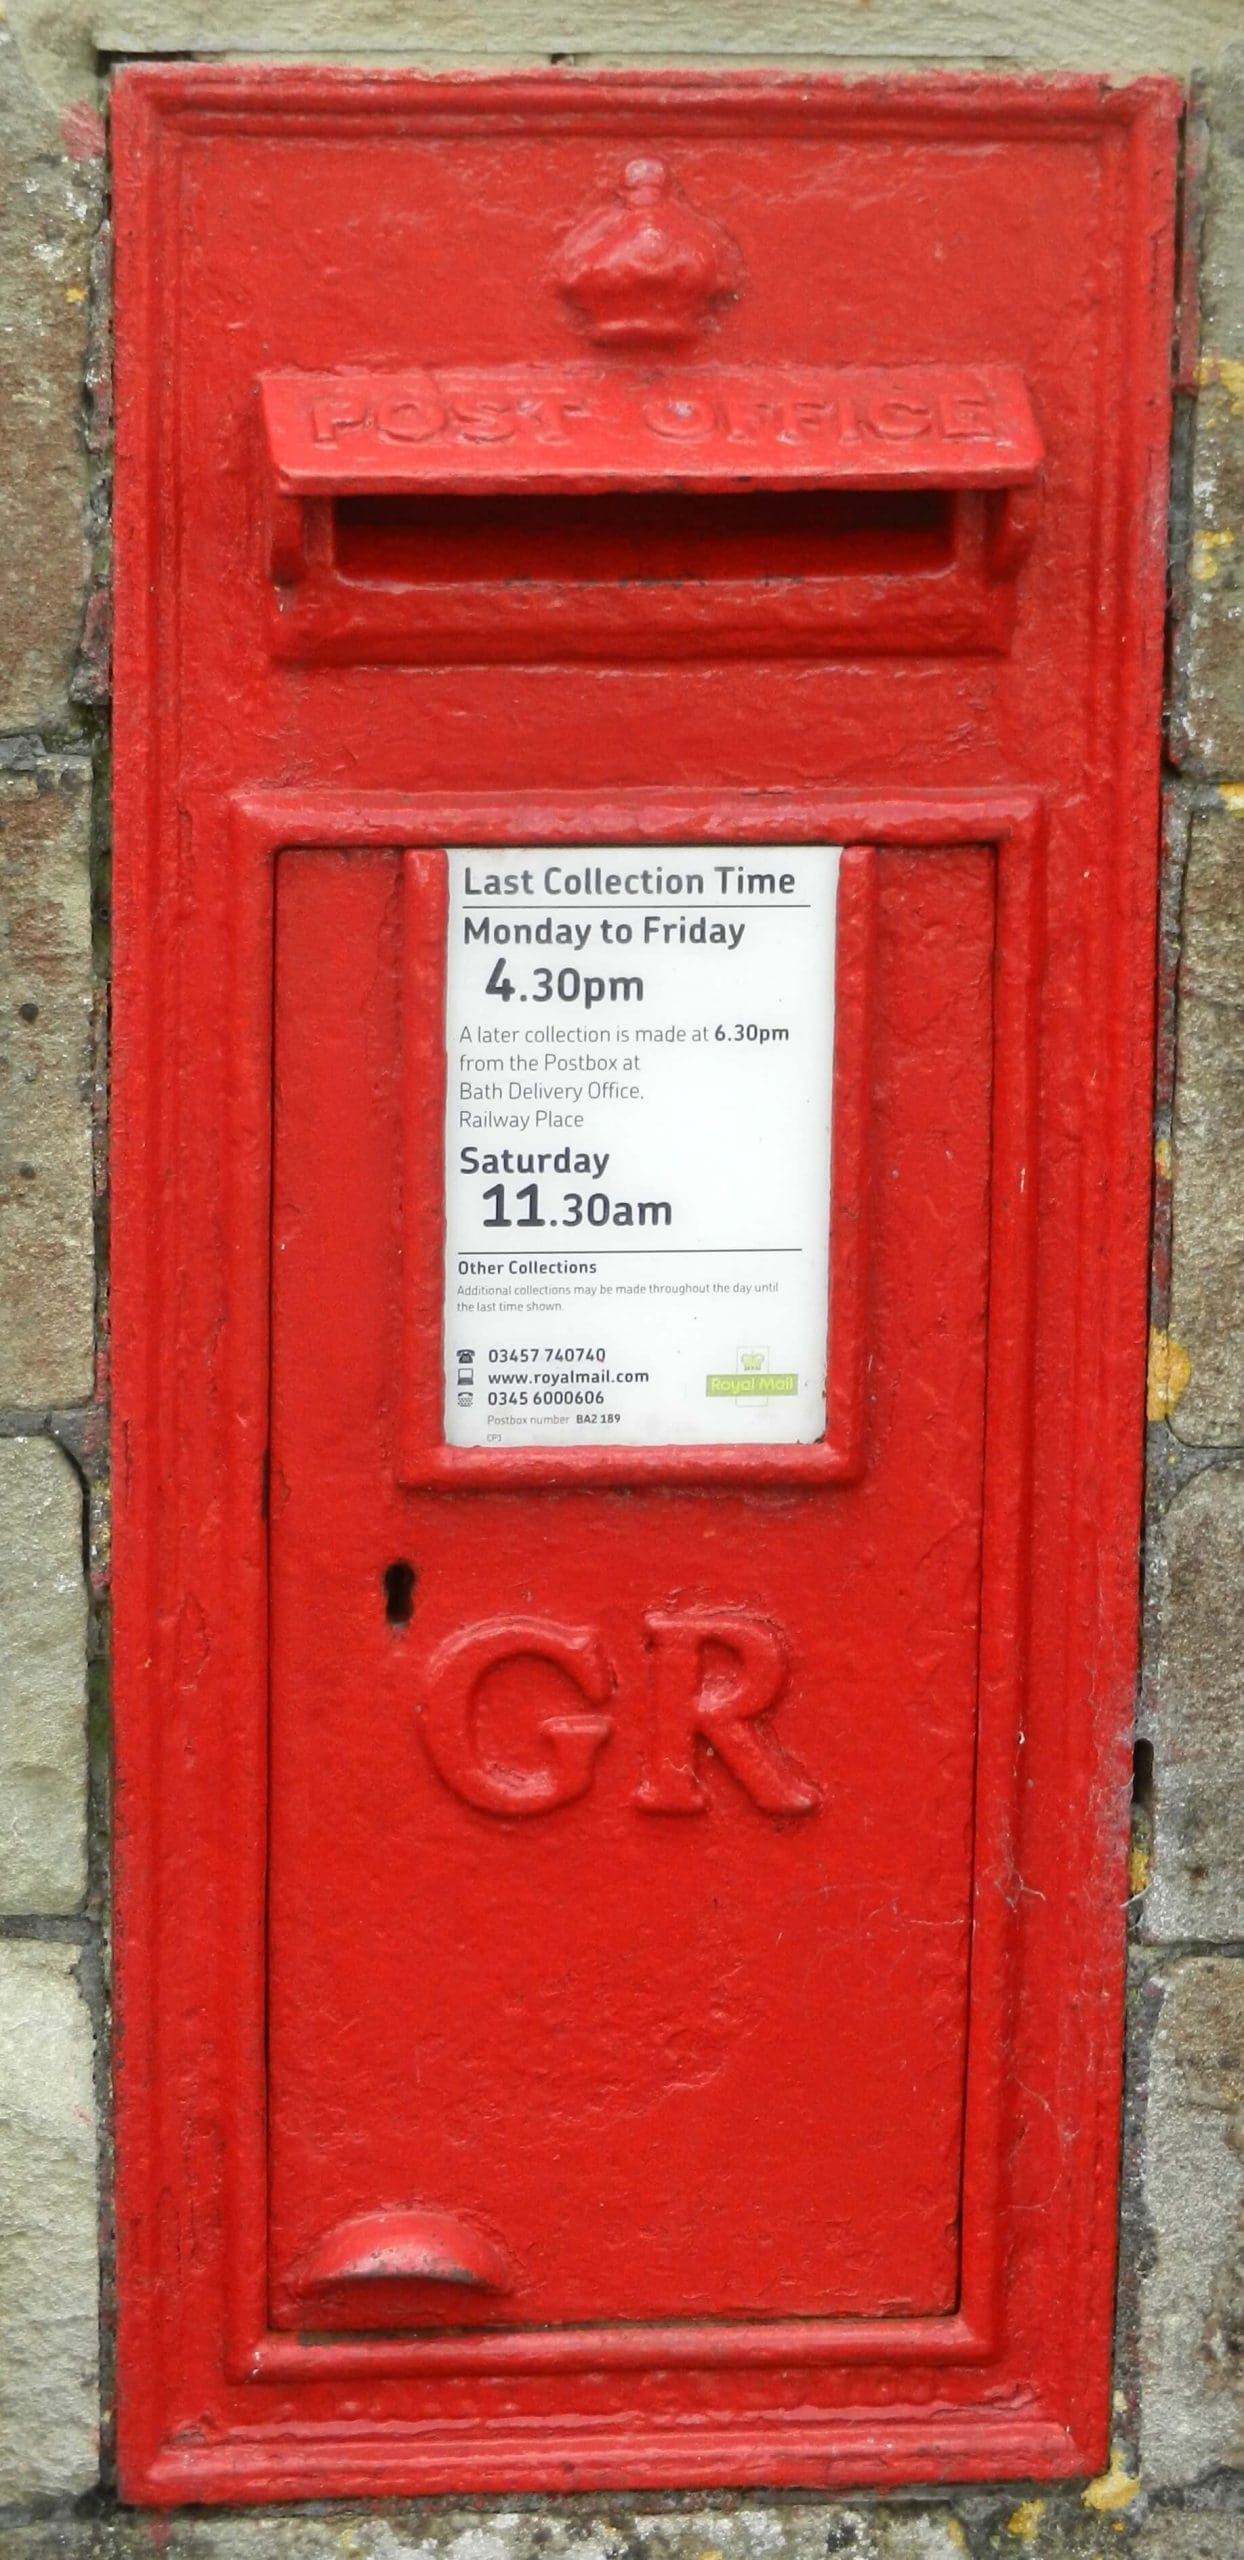 POST OFFICE
Last Collection Time
Monday to Friday
4.30pm
A later collection is made at 6.30pm
from the Postbox at
Bath Delivery Office,
Railway Place
Saturday
11.30am
Other Collections
Additional collections may be made throughout the day until
the last time shown.
03457 740740
www.royalmail.com
0345 6000606
Royal Mail
Postbox number BA2 189
CP1
GR